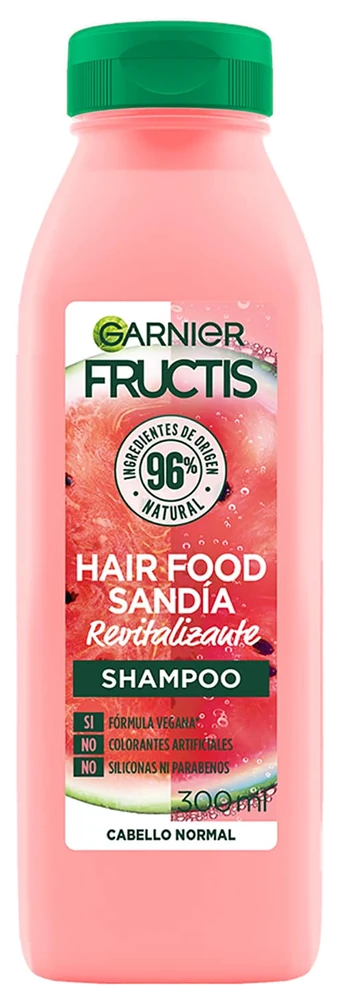 GARNIER
FRUCTIS
INGREDIENTES DE ORIGEN
96%
NATURAL
HAIR FOOD
SANDÍA
Revitalizante
SHAMPOO
SI FÓRMULA VEGANA*
NO COLORANTES ARTIFICIALES
NO SILICONAS NI PARABENOS
300ml
CABELLO NORMAL